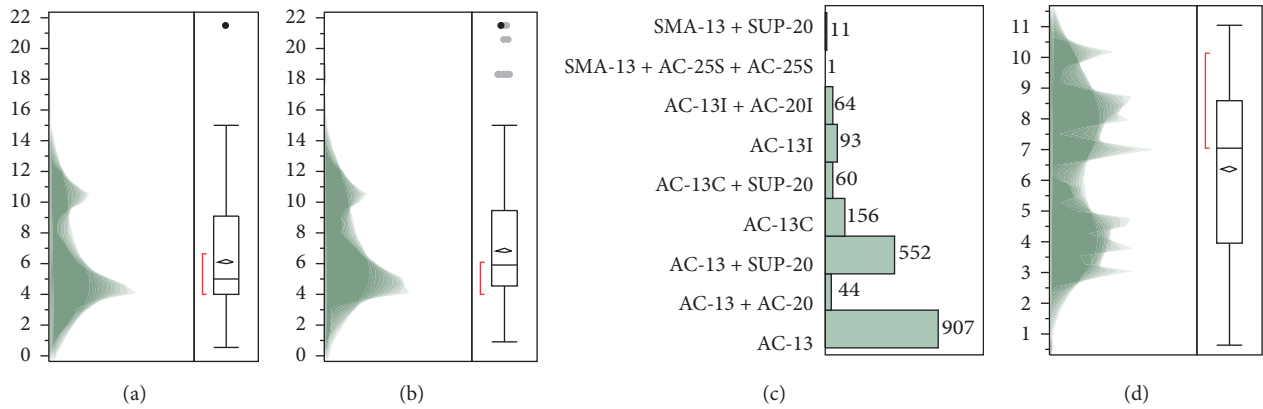 22
20
18
16
14
12
10
8
6
4
2
0
(a)
22
20
18
16
14
12
10
8
6
4
2
0
(b)
SMA-13 + SUP-20 11
SMA-13 + AC-25S + AC-25S 1
AC-13I + AC-20I 64
AC-13I 93
AC-13C + SUP-20 60
AC-13C 156
AC-13 + SUP-20 552
AC-13 + AC-20 44
AC-13 907
(c)
11
10
9
8
7
6
5
4
3
2
1
(d)